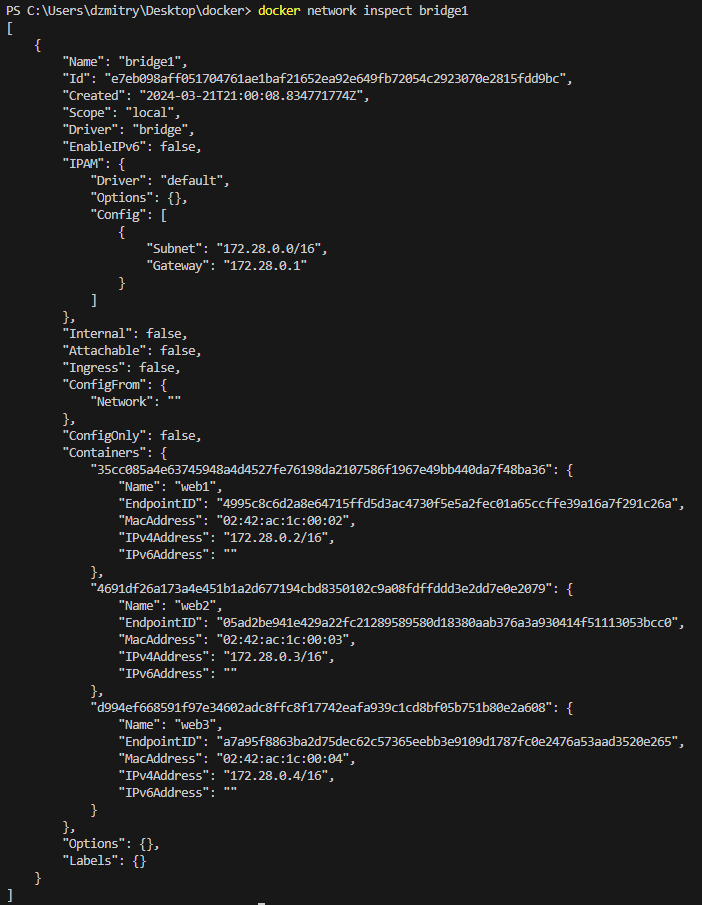 PS C:\Users\dzmitry\Desktop\docker> docker network inspect bridge1
[
    {
        "Name": "bridge1",
        "Id": "e7eb098aff051704761ae1baf21652ea92e649fb72054c2923070e2815fdd9bc",
        "Created": "2024-03-21T21:00:08.834771774Z",
        "Scope": "local",
        "Driver": "bridge",
        "EnableIPv6": false,
        "IPAM": {
            "Driver": "default",
            "Options": {},
            "Config": [
                {
                    "Subnet": "172.28.0.0/16",
                    "Gateway": "172.28.0.1"
                }
            ]
        },
        "Internal": false,
        "Attachable": false,
        "Ingress": false,
        "ConfigFrom": {
            "Network": ""
        },
        "ConfigOnly": false,
        "Containers": {
            "35cc085a4e63745948a4d4527fe76198da2107586f1967e49bb440da7f48ba36": {
                "Name": "web1",
                "EndpointID": "4995c8c6d2a8e64715ffd5d3ac4730f5e5a2fec01a65ccffe39a16a7f291c26a",
                "MacAddress": "02:42:ac:1c:00:02",
                "IPv4Address": "172.28.0.2/16",
                "IPv6Address": ""
            },
            "4691df26a173a4e451b1a2d677194cbd8350102c9a08fdffddd3e2dd7e0e2079": {
                "Name": "web2",
                "EndpointID": "05ad2be941e429a22fc21289589580d18380aab376a3a930414f51113053bcc0",
                "MacAddress": "02:42:ac:1c:00:03",
                "IPv4Address": "172.28.0.3/16",
                "IPv6Address": ""
            },
            "d994ef668591f97e34602adc8ffc8f17742eafa939c1cd8bf05b751b80e2a608": {
                "Name": "web3",
                "EndpointID": "a7a95f8863ba2d75dec62c57365eebb3e9109d1787fc0e2476a53aad3520e265",
                "MacAddress": "02:42:ac:1c:00:04",
                "IPv4Address": "172.28.0.4/16",
                "IPv6Address": ""
            }
        },
        "Options": {},
        "Labels": {}
    }
]